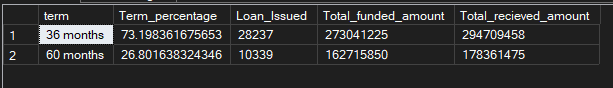 term Term_percentage Loan_Issued Total_funded_amount Total_recieved_amount
1 36 months 73.198361675653 28237 273041225 294709458
2 60 months 26.801638324346 10339 162715850 178361475